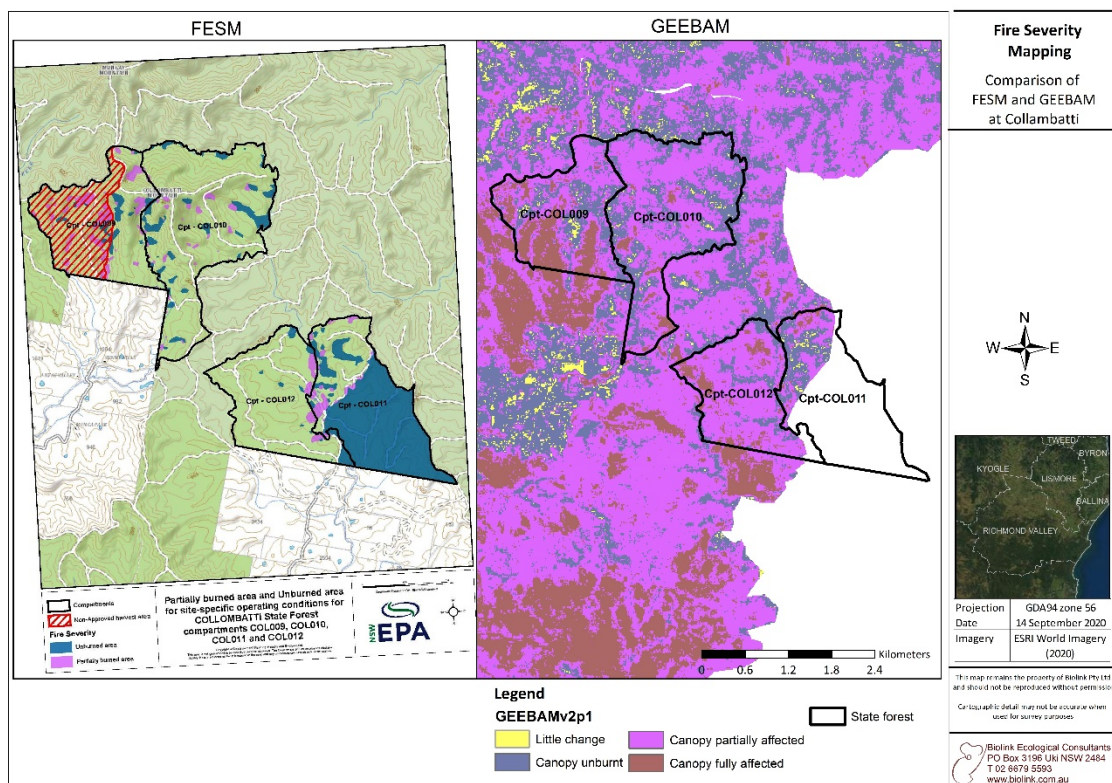 FESM
GEEBAM
Fire Severity
Mapping
Comparison of
FESM and GEEBAM
at Collambatti
MOUNTAIN
COLLOMBATTI
MOUNTAIN
Cpt - COL009
Cpt - COL010
Cpt - COL012
Cpt - COL011
Cpt-COL009
Cpt-COL010
Cpt-COL012
Cpt-COL011
N
W
E
S
TWEED
BYRON
KYOGLE
LISMORE
BALLINA
RICHMOND VALLEY
Compartments
Non-Approved harvest area
Fire Severity
Unburned area
Partially burned area
Partially burned area and Unburned area
for site-specific operating conditions for
COLLOMBATTI State Forest
compartments COL009, COL010,
COL011 and COL012
NSW
EPA
Kilometers
0 0.6 1.2 1.8 2.4
Legend
GEEBAMv2p1
Little change
Canopy unburnt
Canopy partially affected
Canopy fully affected
State forest
Projection GDA94 zone 56
Date 14 September 2020
Imagery ESRI World Imagery
(2020)
This map remains the property of Biolink Pty Ltd
and should not be reproduced without permissio
Cartographic detail may not be accurate when
used for survey purposes
Biolink Ecological Consultants
PO Box 3196 Uki NSW 2484
T 02 6679 5593
www.biolink.com.au